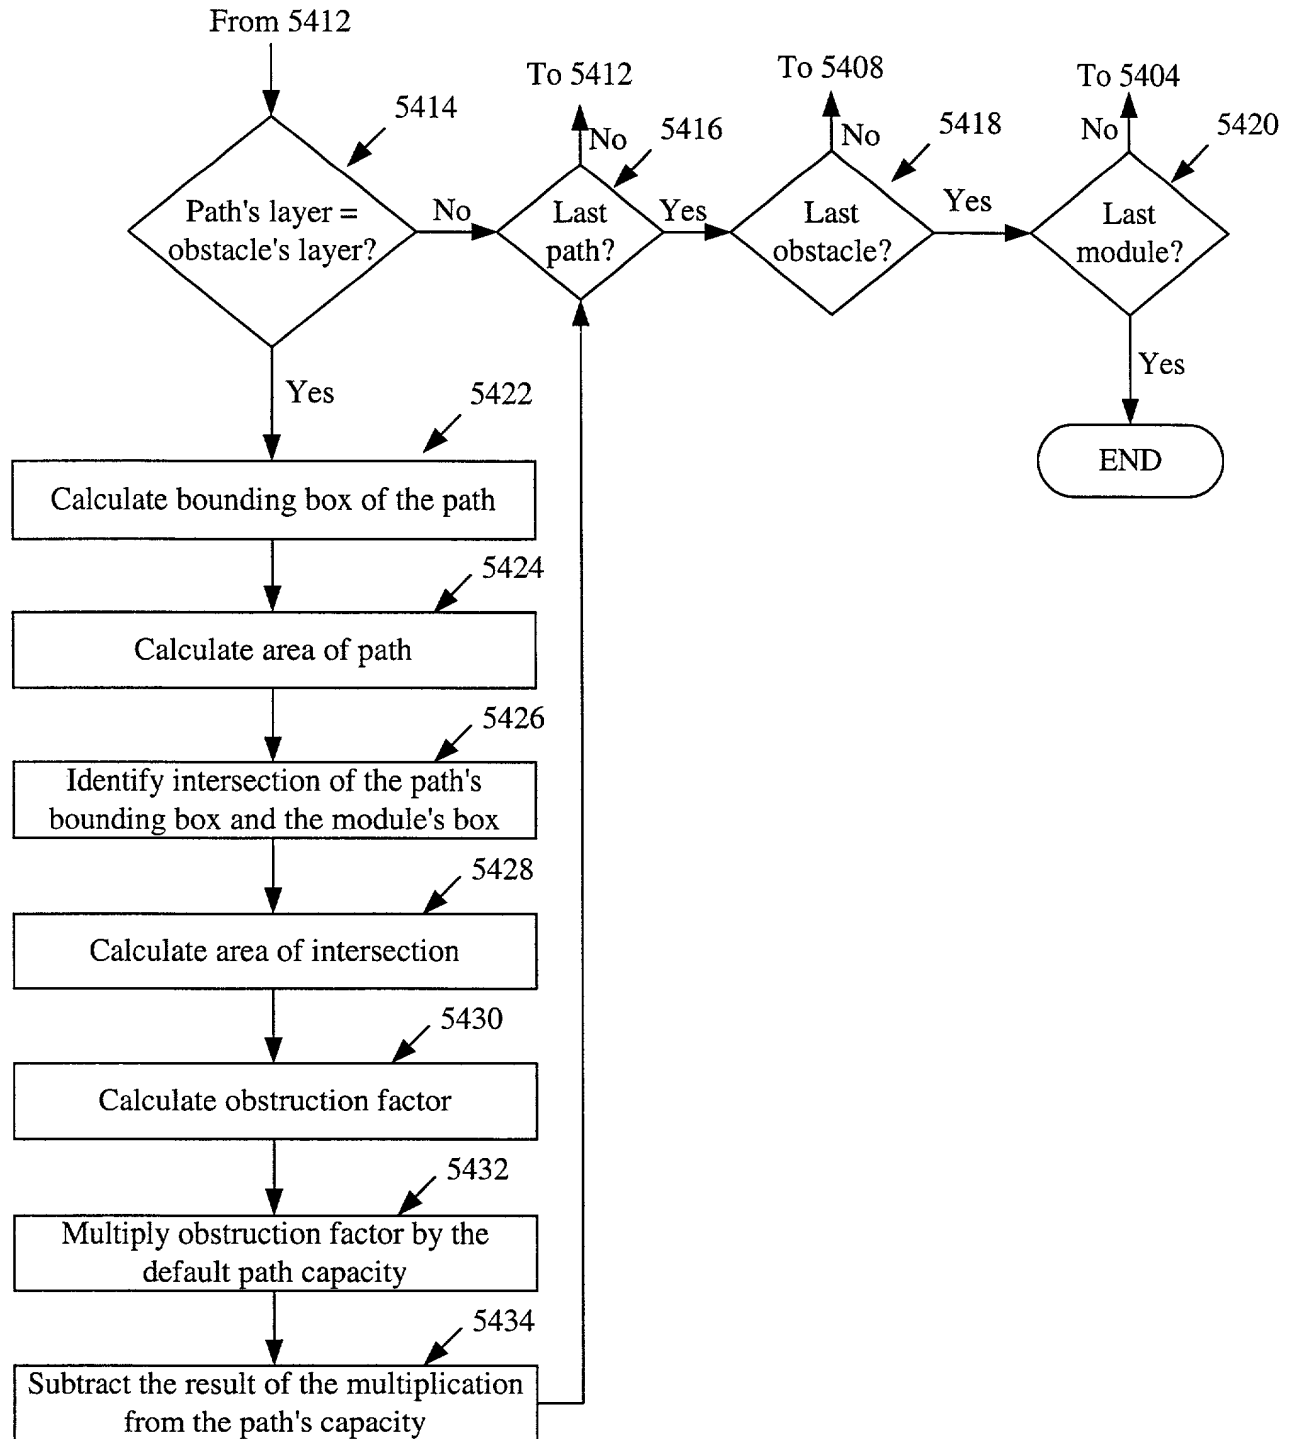 From 5412
To 5412
To 5408
To 5404
5414
No
5416
No
5418
No
5420
Path's layer =
obstacle's layer?
No
Last
path?
Yes
Last
obstacle?
Yes
Last
module?
Yes
Yes
END
5422
Calculate bounding box of the path
5424
Calculate area of path
5426
Identify intersection of the path's
bounding box and the module's box
5428
Calculate area of intersection
5430
Calculate obstruction factor
5432
Multiply obstruction factor by the
default path capacity
5434
Subtract the result of the multiplication
from the path's capacity